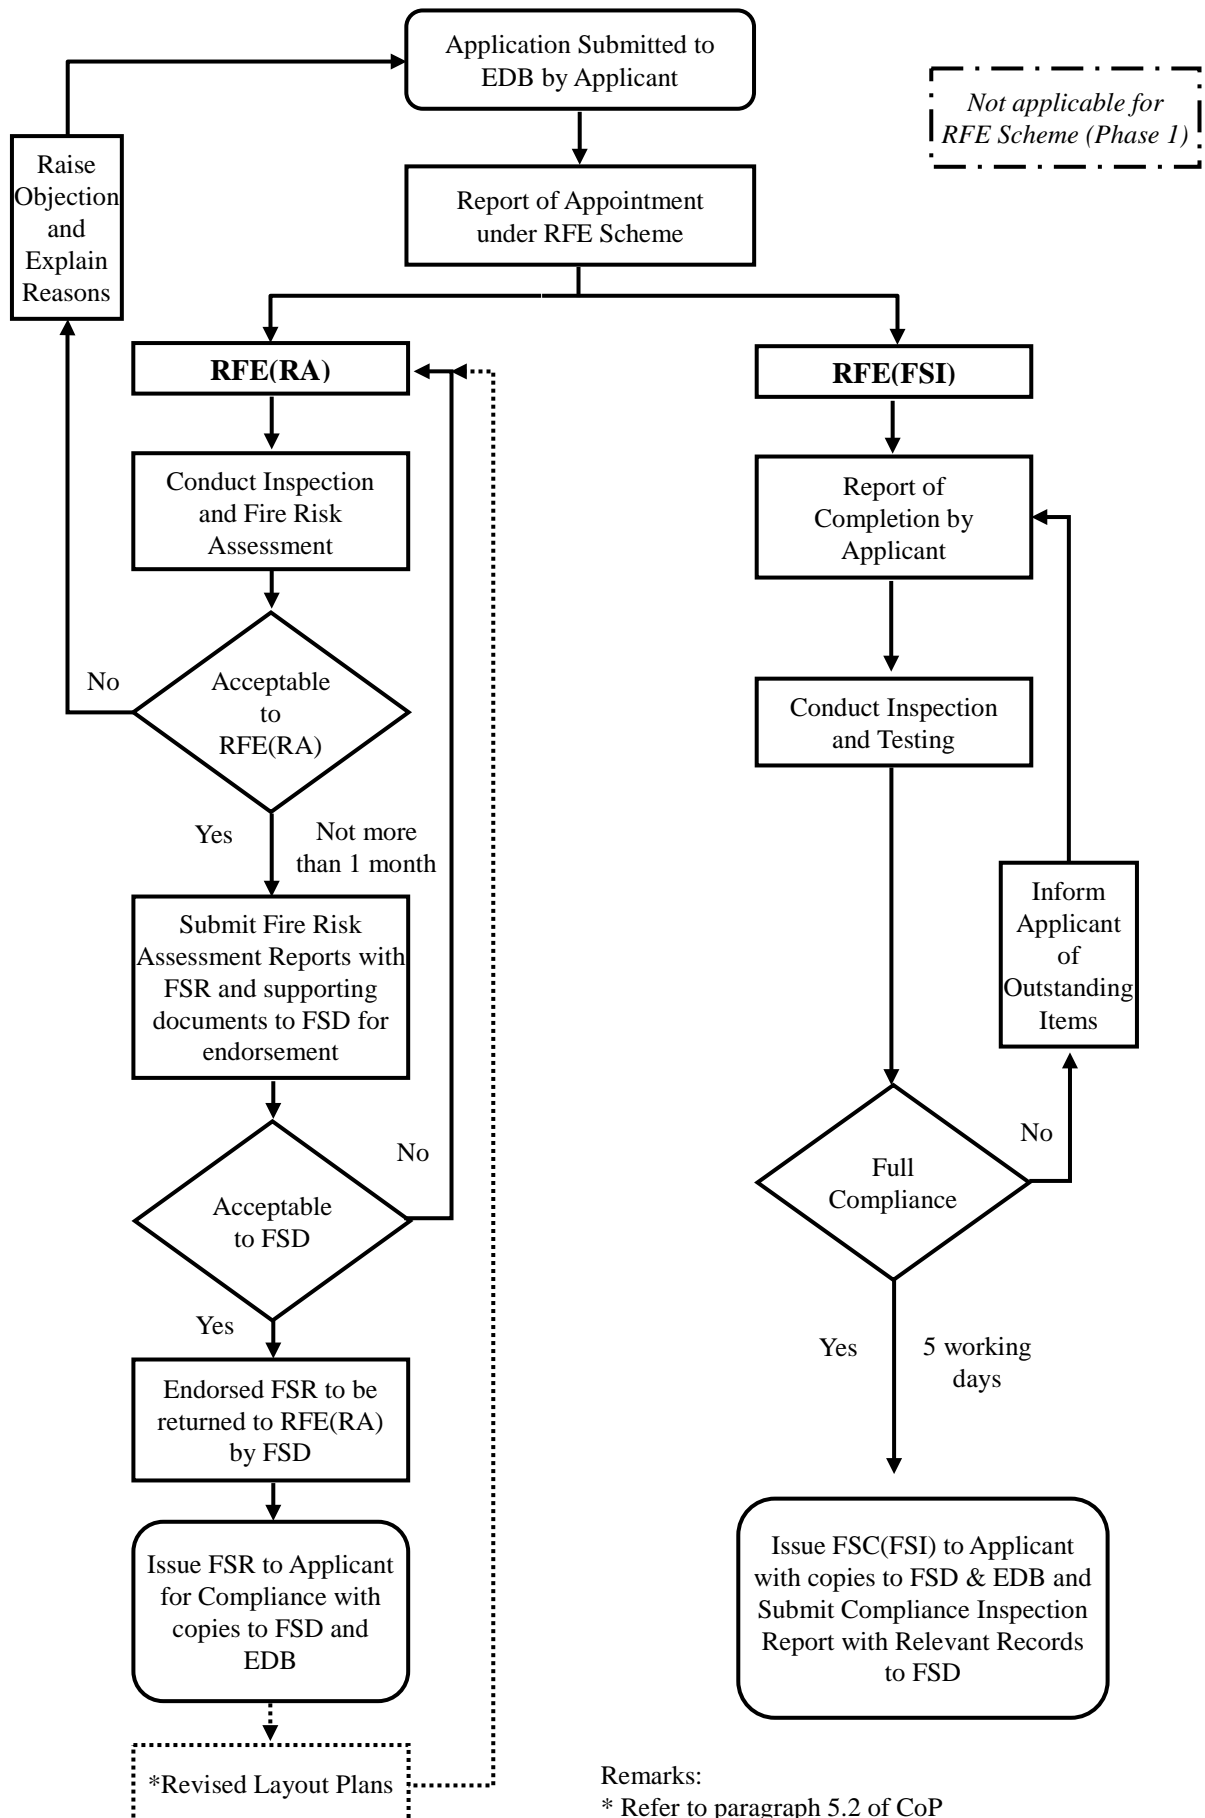 Application Submitted to
EDB by Applicant
Not applicable for
RFE Scheme (Phase 1)
Raise
Objection
and
Explain
Reasons
Report of Appointment
under RFE Scheme
RFE(RA)
RFE(FSI)
Conduct Inspection
and Fire Risk
Assessment
Report of
Completion by
Applicant
No
Acceptable
to
RFE(RA)
Conduct Inspection
and Testing
Yes
Not more
than 1 month
Submit Fire Risk
Assessment Reports with
FSR and supporting
documents to FSD for
endorsement
Inform
Applicant
of
Outstanding
Items
No
Acceptable
to FSD
No
Full
Compliance
Yes
Yes
5 working
days
Endorsed FSR to be
returned to RFE(RA)
by FSD
Issue FSR to Applicant
for Compliance with
copies to FSD and
EDB
Issue FSC(FSI) to Applicant
with copies to FSD & EDB and
Submit Compliance Inspection
Report with Relevant Records
to FSD
*Revised Layout Plans
Remarks:
* Refer to paragraph 5.2 of CoP